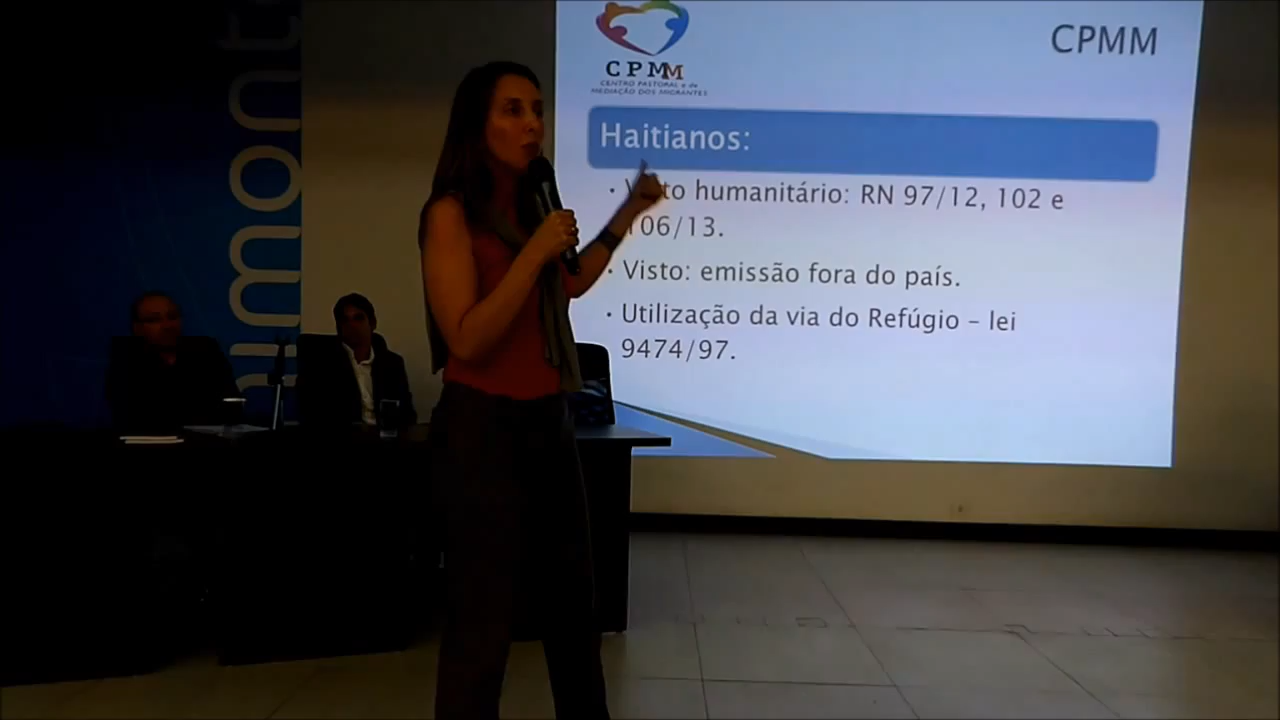 CPMM
CPMM
CENTRO PASTORAL e de
MEDIAÇÃO DOS MIGRANTES
Haitianos:
humanitário: RN 97/12, 102 e
06/13.
• Visto: emissão fora do país.
• Utilização da via do Refúgio – lei
9474/97.